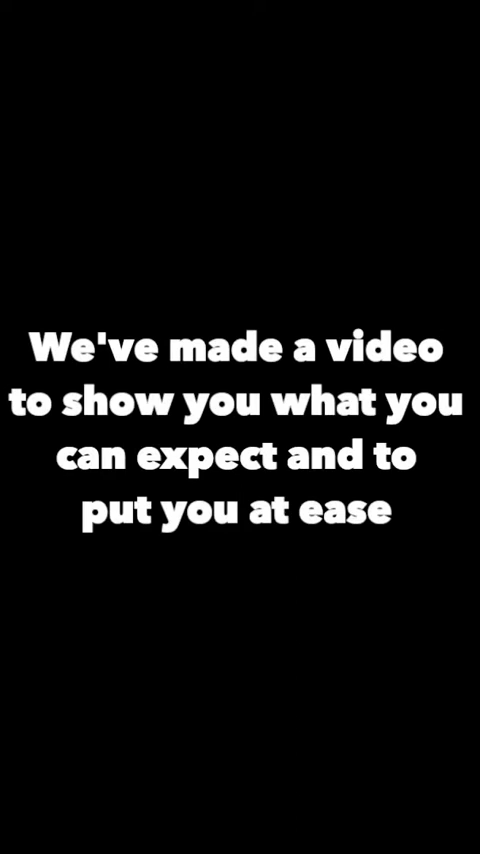 We've made a video
to show you what you
can expect and to
put you at ease